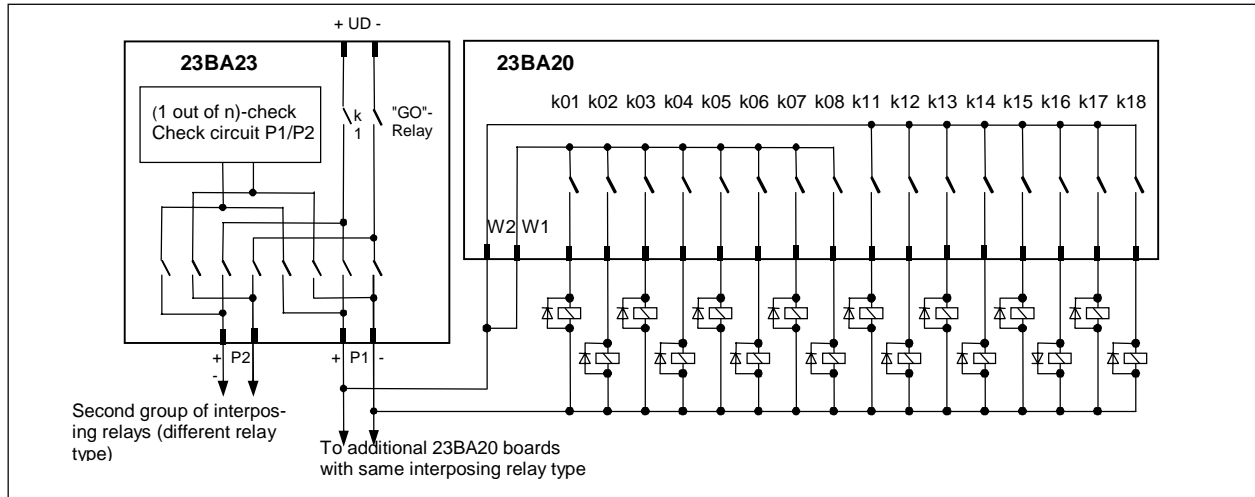 + UD -
23BA23
(1 out of n)-check
Check circuit P1/P2
k
1
"GO"-
Relay
+ P2
-
+ P1 -
Second group of interpos-
ing relays (different relay
type)
To additional 23BA20 boards
with same interposing relay type
23BA20
k01 k02 k03 k04 k05 k06 k07 k08 k11 k12 k13 k14 k15 k16 k17 k18
W2 W1